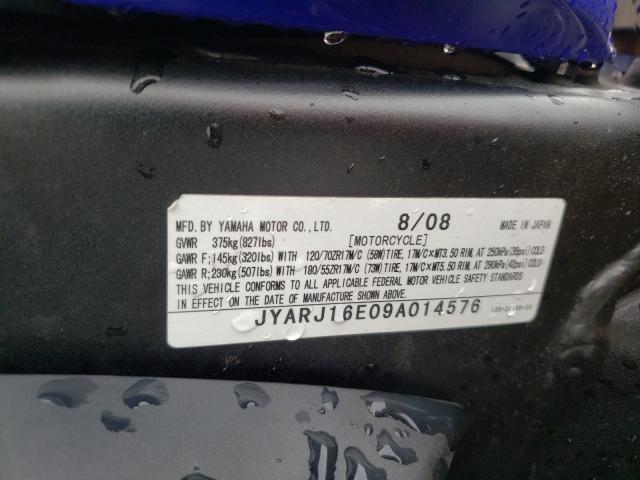 MFD. BY YAMAHA MOTOR CO., LTD. 8/08 MADE IN JAPAN
GVWR 375kg(827lbs) [MOTORCYCLE]
GAWR F;145kg(320lbs) WITH 120/70ZR17M/C (58W)TIRE, 17M/C×MT3.50 RIM, AT 250kPa(36psi)COLD
GAWR R;230kg(507lbs) WITH 180/55ZR17M/C (73W)TIRE, 17M/C×MT5.50 RIM, AT 290kPa(42psi)COLD
THIS VEHICLE CONFORMS TO ALL APPLICABLE FEDERAL MOTOR VEHICLE SAFETY STANDARDS
IN EFFECT ON THE DATE OF MANUFACTURE SHOWN ABOVE.
JYARJ16E09A014576